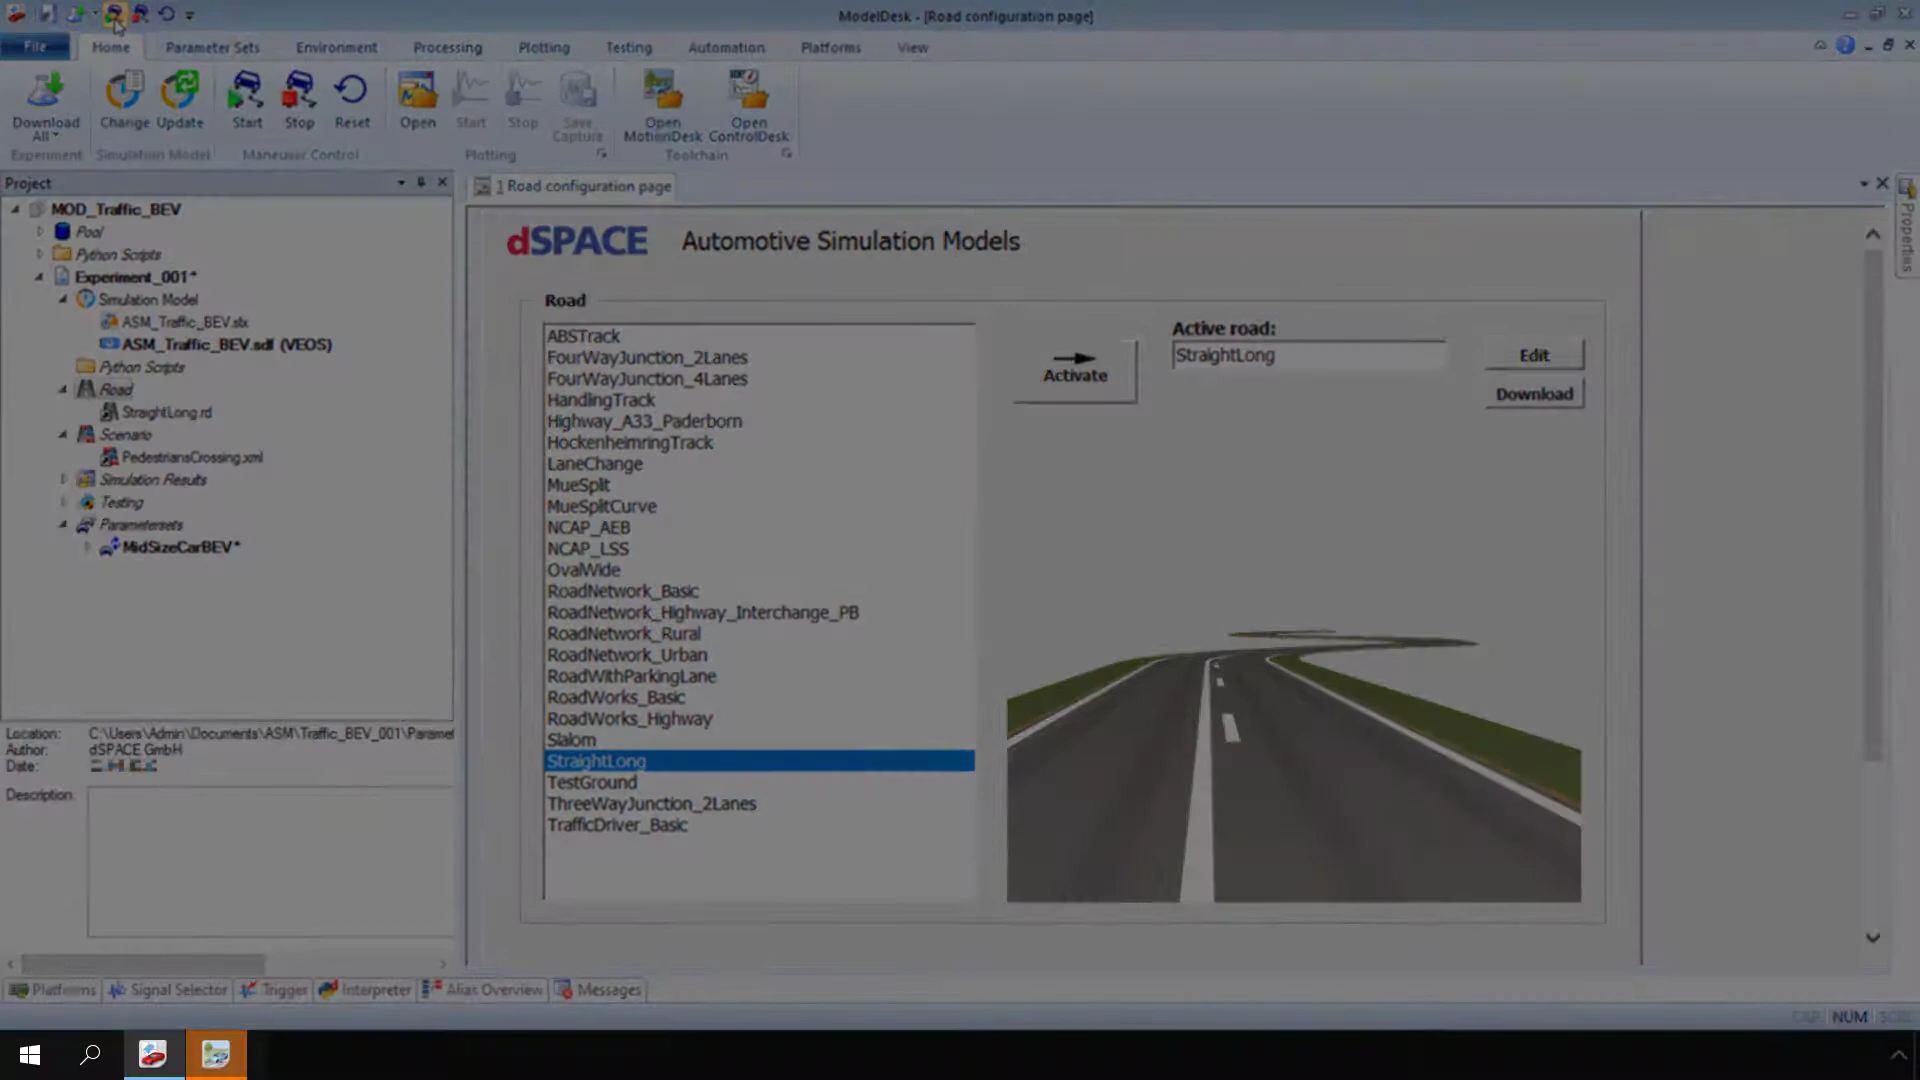 ModelDesk - [Road configuration page]
File
Home
Parameter Sets
Environment
Processing
Plotting
Testing
Automation
Platforms
View
Download All
Change
Update
Start
Stop
Reset
Open
Start
Stop
Save Capture
Open MotionDesk
Open ControlDesk
Experiment
Simulation Model
Maneuver Control
Plotting
Toolchain
Project
1 Road configuration page
Properties
MOD_Traffic_BEV
Pool
Python Scripts
Experiment_001*
Simulation Model
ASM_Traffic_BEV.slx
ASM_Traffic_BEV.sdf (VEOS)
Python Scripts
Road
StraightLong.rd
Scenario
PedestriansCrossing.xml
Simulation Results
Testing
Parametersets
MidSizeCarBEV*
Location: C:\Users\Admin\Documents\ASM\Traffic_BEV_001\Parame
Author: dSPACE GmbH
Date:
Description:
dSPACE Automotive Simulation Models
Road
ABSTrack
FourWayJunction_2Lanes
FourWayJunction_4Lanes
HandlingTrack
Highway_A33_Paderborn
HockenheimringTrack
LaneChange
MueSplit
MueSplitCurve
NCAP_AEB
NCAP_LSS
OvalWide
RoadNetwork_Basic
RoadNetwork_Highway_Interchange_PB
RoadNetwork_Rural
RoadNetwork_Urban
RoadWithParkingLane
RoadWorks_Basic
RoadWorks_Highway
Slalom
StraightLong
TestGround
ThreeWayJunction_2Lanes
TrafficDriver_Basic
Activate
Active road:
StraightLong
Edit
Download
Platforms
Signal Selector
Trigger
Interpreter
Alias Overview
Messages
CAP NUM SCRL